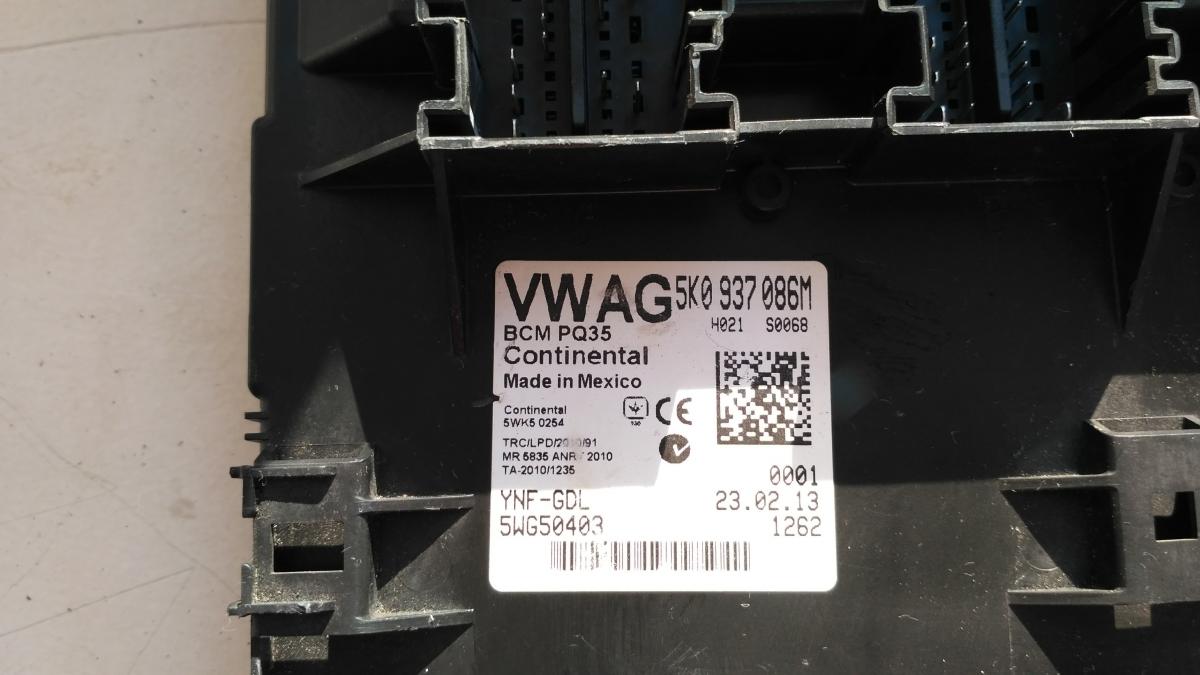 VWAG 5K0 937 086M
H021 S0068
BCM PQ35
Continental
Made in Mexico
Continental
5WK5 0254
CE
TRC/LPD/2010/91
MR 5835 ANR 2010
TA-2010/1235
0001
YNF-GDL 23.02.13
5WG50403 1262